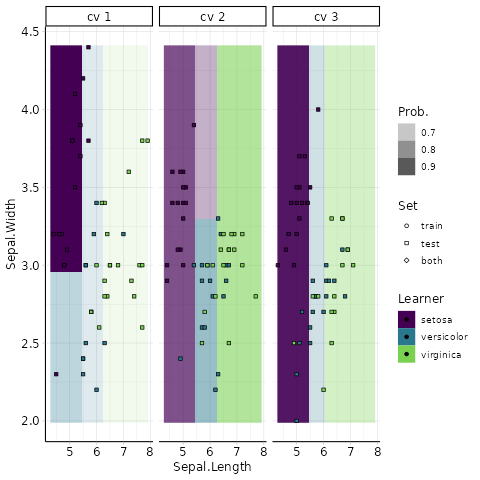 cv 1 cv 2 cv 3
4.5
4.0
3.5
3.0
2.5
2.0
Sepal.Width
5 6 7 8 5 6 7 8 5 6 7 8
Sepal.Length
Prob.
0.7
0.8
0.9
Set
train
test
both
Learner
setosa
versicolor
virginica